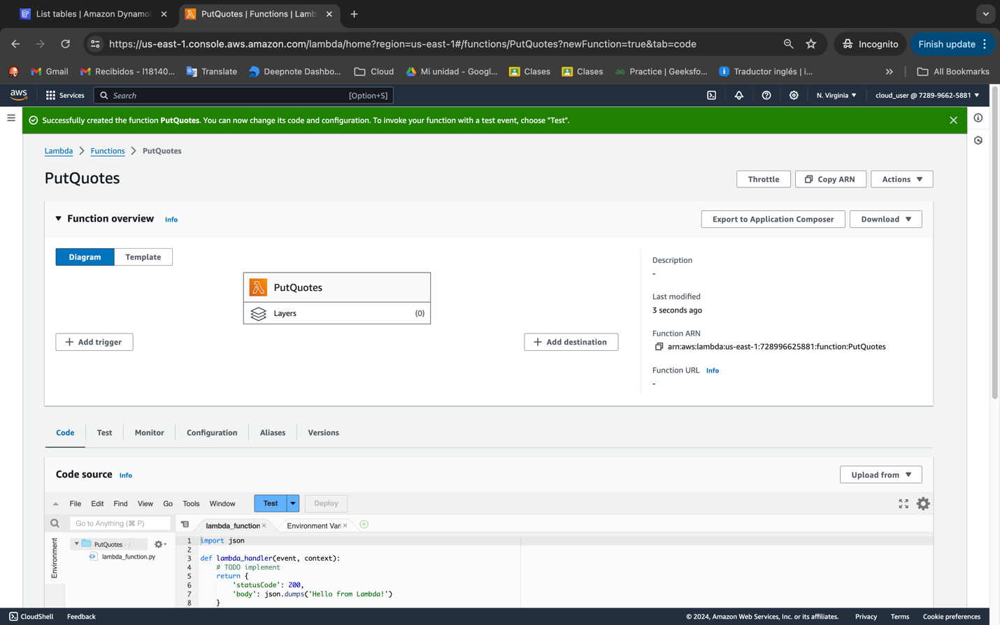 List tables | Amazon Dynamo
PutQuotes | Functions | Lamb
https://us-east-1.console.aws.amazon.com/lambda/home?region=us-east-1#/functions/PutQuotes?newFunction=true&tab=code
Incognito
Finish update
Gmail
Recibidos - l18140...
Translate
Deepnote Dashbo...
Cloud
Mi unidad - Googl...
Clases
Clases
Practice | Geeksfo...
Traductor inglés | i...
All Bookmarks
aws
Services
Search
[Option+S]
N. Virginia
cloud_user @ 7289-9662-5881
Successfully created the function PutQuotes. You can now change its code and configuration. To invoke your function with a test event, choose "Test".
Lambda
Functions
PutQuotes
PutQuotes
Throttle
Copy ARN
Actions
Function overview
Info
Export to Application Composer
Download
Diagram
Template
PutQuotes
Layers
(0)
+ Add trigger
+ Add destination
Description
-
Last modified
3 seconds ago
Function ARN
arn:aws:lambda:us-east-1:728996625881:function:PutQuotes
Function URL
Info
-
Code
Test
Monitor
Configuration
Aliases
Versions
Code source
Info
Upload from
File
Edit
Find
View
Go
Tools
Window
Test
Deploy
Go to Anything (⌘ P)
lambda_function
Environment Vari
Environment
PutQuotes - /
lambda_function.py
1 import json
2
3 def lambda_handler(event, context):
4     # TODO implement
5     return {
6         'statusCode': 200,
7         'body': json.dumps('Hello from Lambda!')
8     }
CloudShell
Feedback
© 2024, Amazon Web Services, Inc. or its affiliates.
Privacy
Terms
Cookie preferences